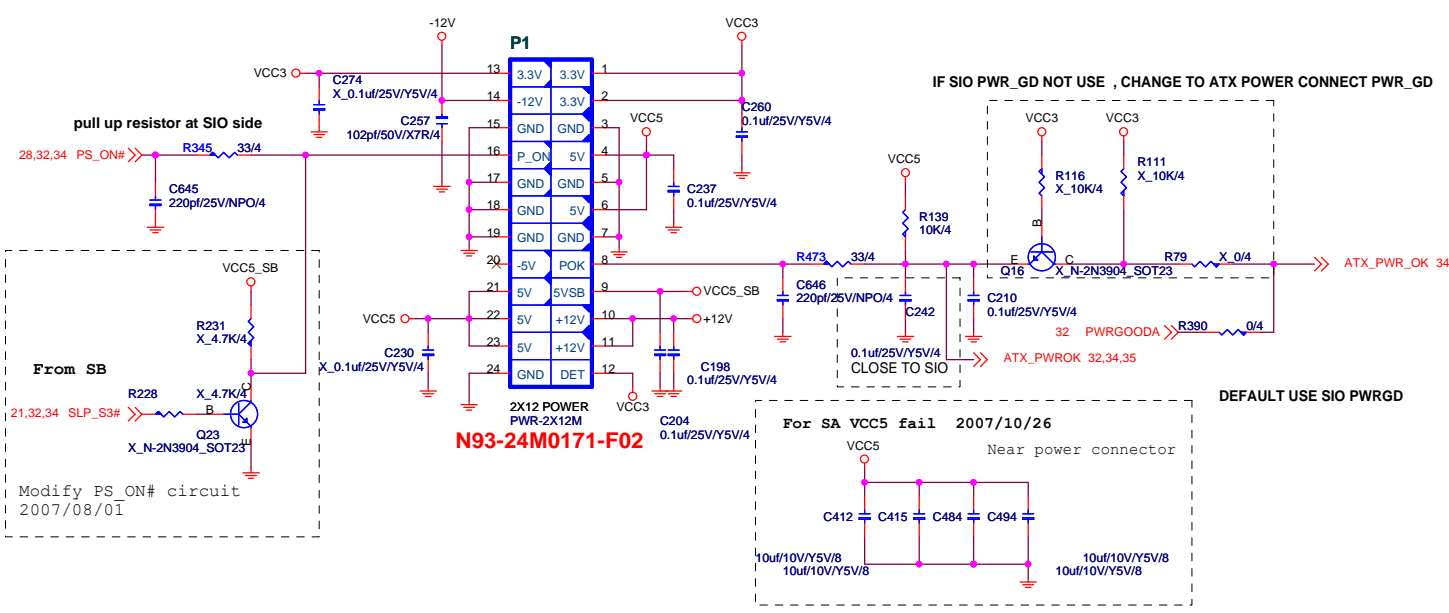 -12V
VCC3
P1
VCC3
C274
X_0.1uf/25V/Y5V/4
13 3.3V 3.3V 1
14 -12V 3.3V 2
15 GND GND 3
16 P_ON 5V 4
17 GND GND 5
18 GND 5V 6
19 GND GND 7
20 -5V POK 8
21 5V 5VSB 9
22 5V +12V 10
23 5V +12V 11
24 GND DET 12
2X12 POWER
PWR-2X12M
N93-24M0171-F02
C257
102pf/50V/X7R/4
C260
0.1uf/25V/Y5V/4
VCC5
C237
0.1uf/25V/Y5V/4
pull up resistor at SIO side
28,32,34 PS_ON#
R345 33/4
C645
220pf/25V/NPO/4
VCC5_SB
R231
X_4.7K/4
From SB
R228 X_4.7K/4
21,32,34 SLP_S3#
B
C
E
Q23
X_N-2N3904_SOT23
Modify PS_ON# circuit
2007/08/01
VCC5
C230
X_0.1uf/25V/Y5V/4
VCC5_SB
+12V
C198
0.1uf/25V/Y5V/4
VCC3
C204
0.1uf/25V/Y5V/4
IF SIO PWR_GD NOT USE , CHANGE TO ATX POWER CONNECT PWR_GD
VCC3 VCC3
R116
X_10K/4
R111
X_10K/4
B
E
C
Q16 X_N-2N3904_SOT23
R79 X_0/4
ATX_PWR_OK 34
VCC5
R139
10K/4
R473 33/4
C646
220pf/25V/NPO/4
C242
0.1uf/25V/Y5V/4
CLOSE TO SIO
C210
0.1uf/25V/Y5V/4
32 PWRGOODA
R390 0/4
ATX_PWROK 32,34,35
DEFAULT USE SIO PWRGD
For SA VCC5 fail 2007/10/26
VCC5
Near power connector
C412 C415 C484 C494
10uf/10V/Y5V/8 10uf/10V/Y5V/8
10uf/10V/Y5V/8 10uf/10V/Y5V/8